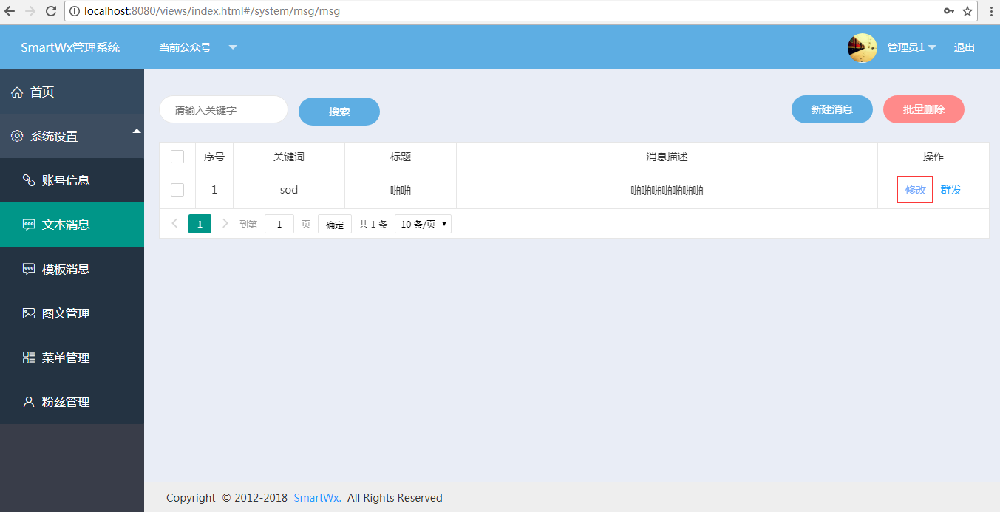 localhost:8080/views/index.html#/system/msg/msg
SmartWx管理系统 当前公众号 管理员1 退出
首页
系统设置
账号信息
文本消息
模板消息
图文管理
菜单管理
粉丝管理
请输入关键字 搜索 新建消息 批星删除
序号 关键词 标题 消息描述 操作
1 sod 啪啪 啪啪啪啪啪啪啪 修改 群发
1 到第 1 页 确定 共 1 条 10 条/页
Copyright © 2012-2018 SmartWx. All Rights Reserved